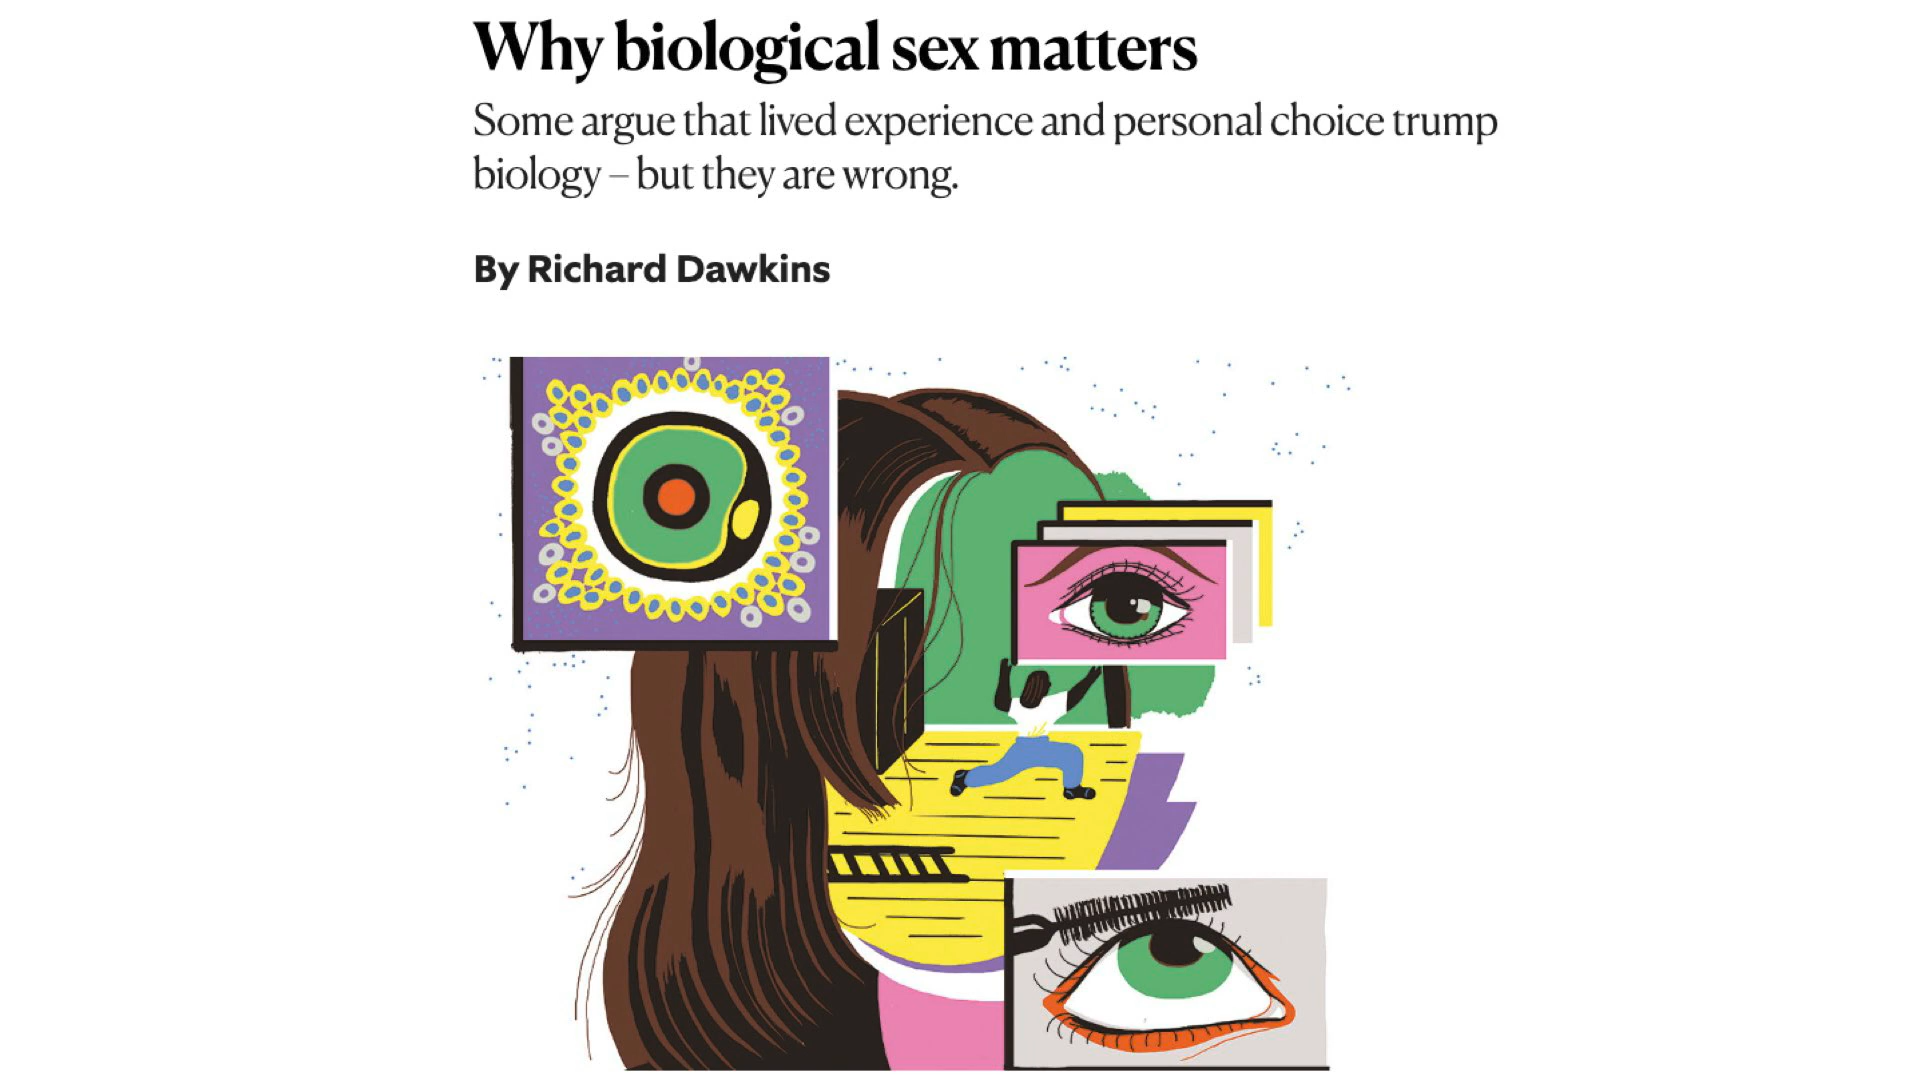 Why biological sex matters
Some argue that lived experience and personal choice trump
biology – but they are wrong.
By Richard Dawkins